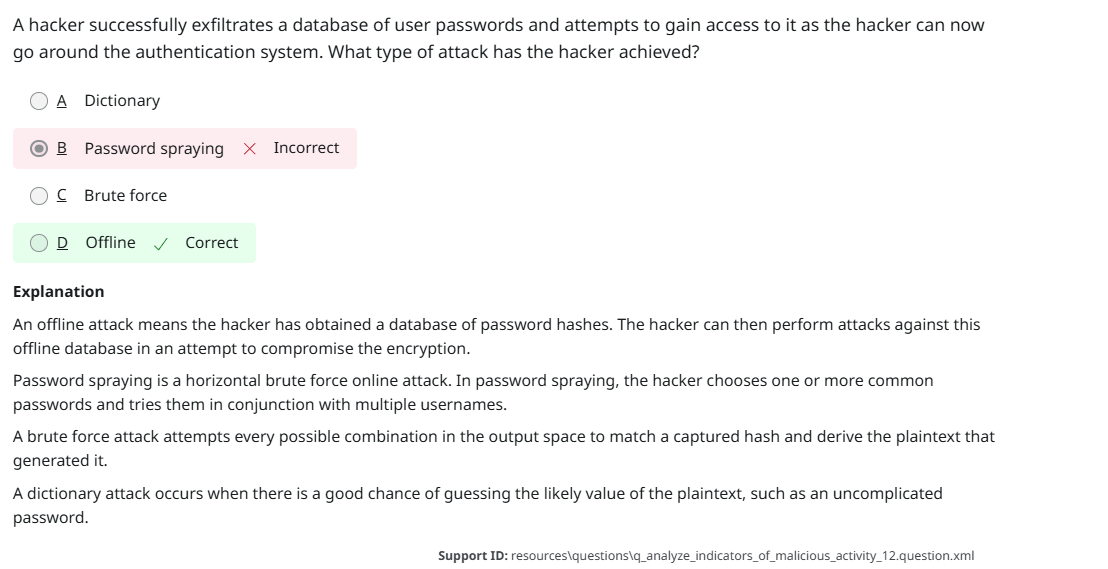 A hacker successfully exfiltrates a database of user passwords and attempts to gain access to it as the hacker can now
go around the authentication system. What type of attack has the hacker achieved?
A Dictionary
B Password spraying Incorrect
C Brute force
D Offline Correct
Explanation
An offline attack means the hacker has obtained a database of password hashes. The hacker can then perform attacks against this
offline database in an attempt to compromise the encryption.
Password spraying is a horizontal brute force online attack. In password spraying, the hacker chooses one or more common
passwords and tries them in conjunction with multiple usernames.
A brute force attack attempts every possible combination in the output space to match a captured hash and derive the plaintext that
generated it.
A dictionary attack occurs when there is a good chance of guessing the likely value of the plaintext, such as an uncomplicated
password.
Support ID: resources\questions\q_analyze_indicators_of_malicious_activity_12.question.xml